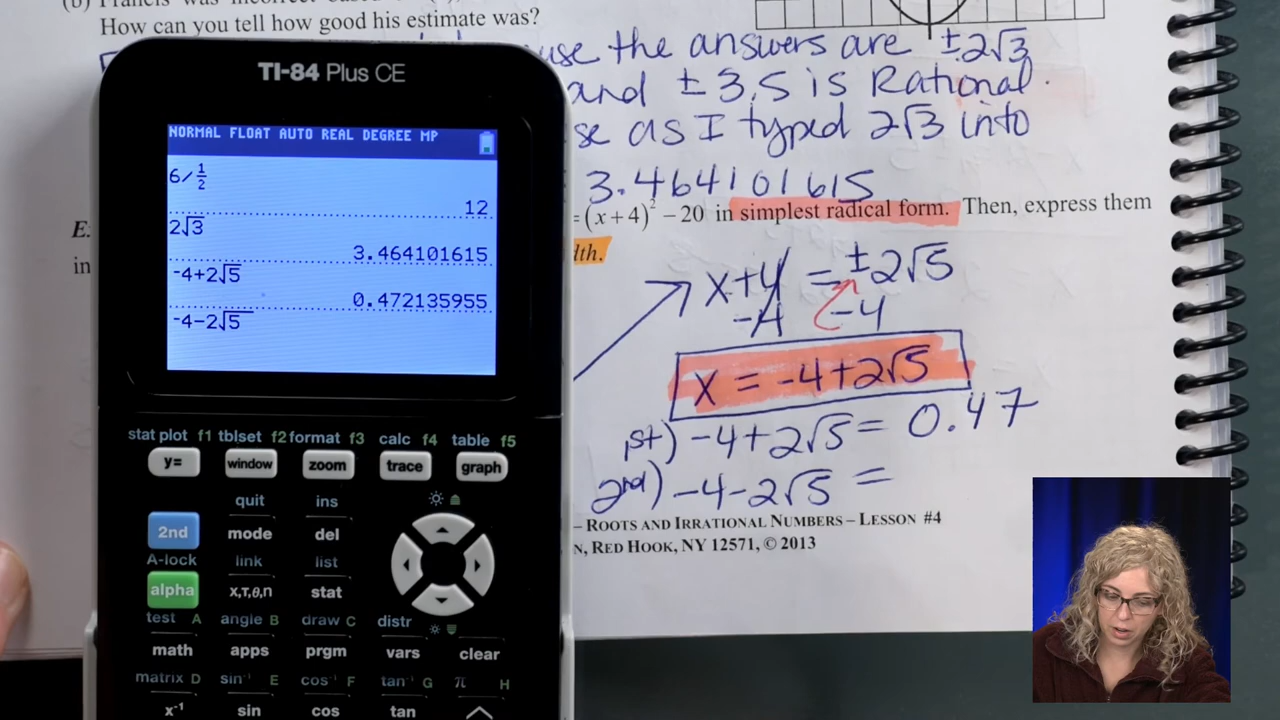 How can you tell how good his estimate was?
use the answers are ±2√3
and ±3.5 is Rational.
se as I typed 2√3 into
3.464101615
= (x+4)² − 20 in simplest radical form. Then, express them
in
dth.
x+4 = ±2√5
−4 −4
x = -4+2√5
1st) -4+2√5 = 0.47
2nd) -4-2√5 =
– ROOTS AND IRRATIONAL NUMBERS – LESSON #4
N, RED HOOK, NY 12571, © 2013
TI-84 Plus CE
NORMAL FLOAT AUTO REAL DEGREE MP
6/½
12
2√3
3.464101615
-4+2√5
0.472135955
-4-2√5
stat plot f1 tblset f2 format f3 calc f4 table f5
y= window zoom trace graph
quit ins
2nd mode del
A-lock link list
alpha X,T,θ,n stat
test A angle B draw C distr
math apps prgm vars clear
matrix D sin⁻¹ E cos⁻¹ F tan⁻¹ G π H
x⁻¹ sin cos tan ^